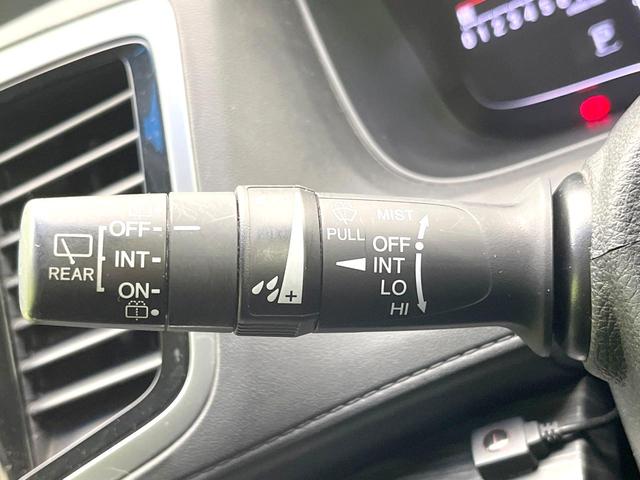 REAR
OFF
INT
ON
+
PULL
MIST
OFF
INT
LO
HI
P